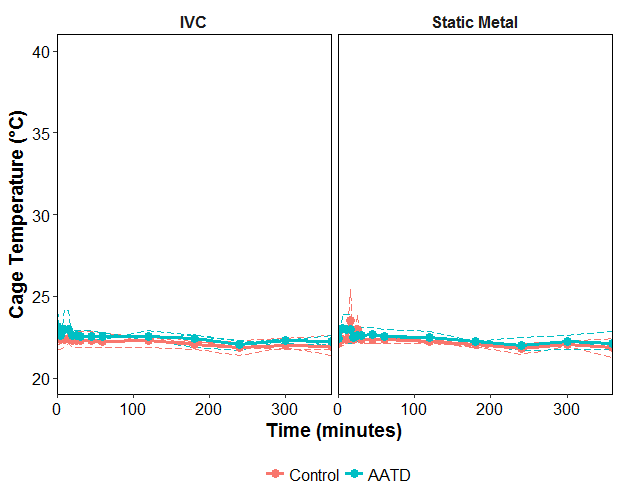 IVC
Static Metal
Cage Temperature (°C)
40
35
30
25
20
0 100 200 300
0 100 200 300
Time (minutes)
Control AATD